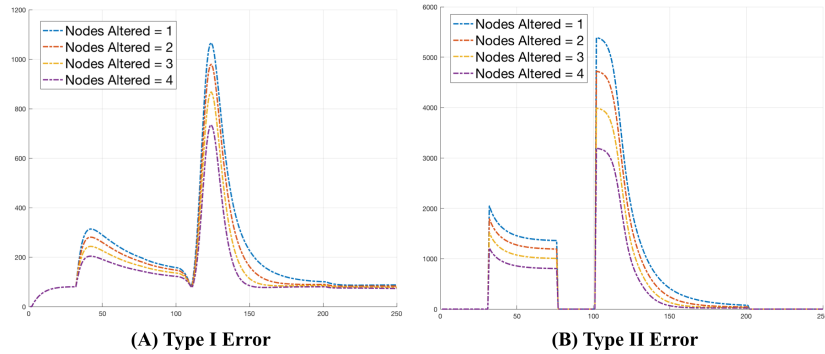 Nodes Altered = 1
Nodes Altered = 2
Nodes Altered = 3
Nodes Altered = 4
1200
1000
800
600
400
200
0
0
50
100
150
200
250
(A) Type I Error
Nodes Altered = 1
Nodes Altered = 2
Nodes Altered = 3
Nodes Altered = 4
6000
5000
4000
3000
2000
1000
0
0
50
100
150
200
250
(B) Type II Error